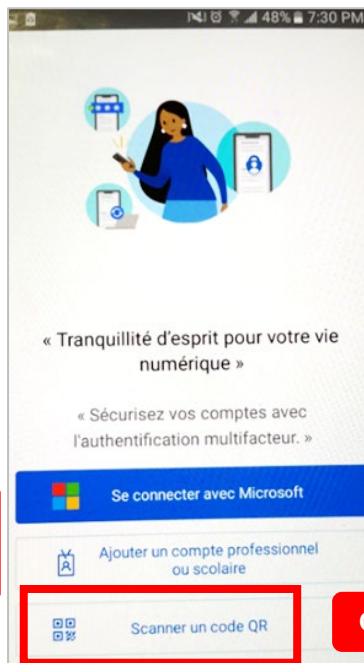 48% 7:30 PM
« Tranquillité d'esprit pour votre vie
numérique »
« Sécurisez vos comptes avec
l'authentification multifacteur. »
Se connecter avec Microsoft
Ajouter un compte professionnel
ou scolaire
Scanner un code QR